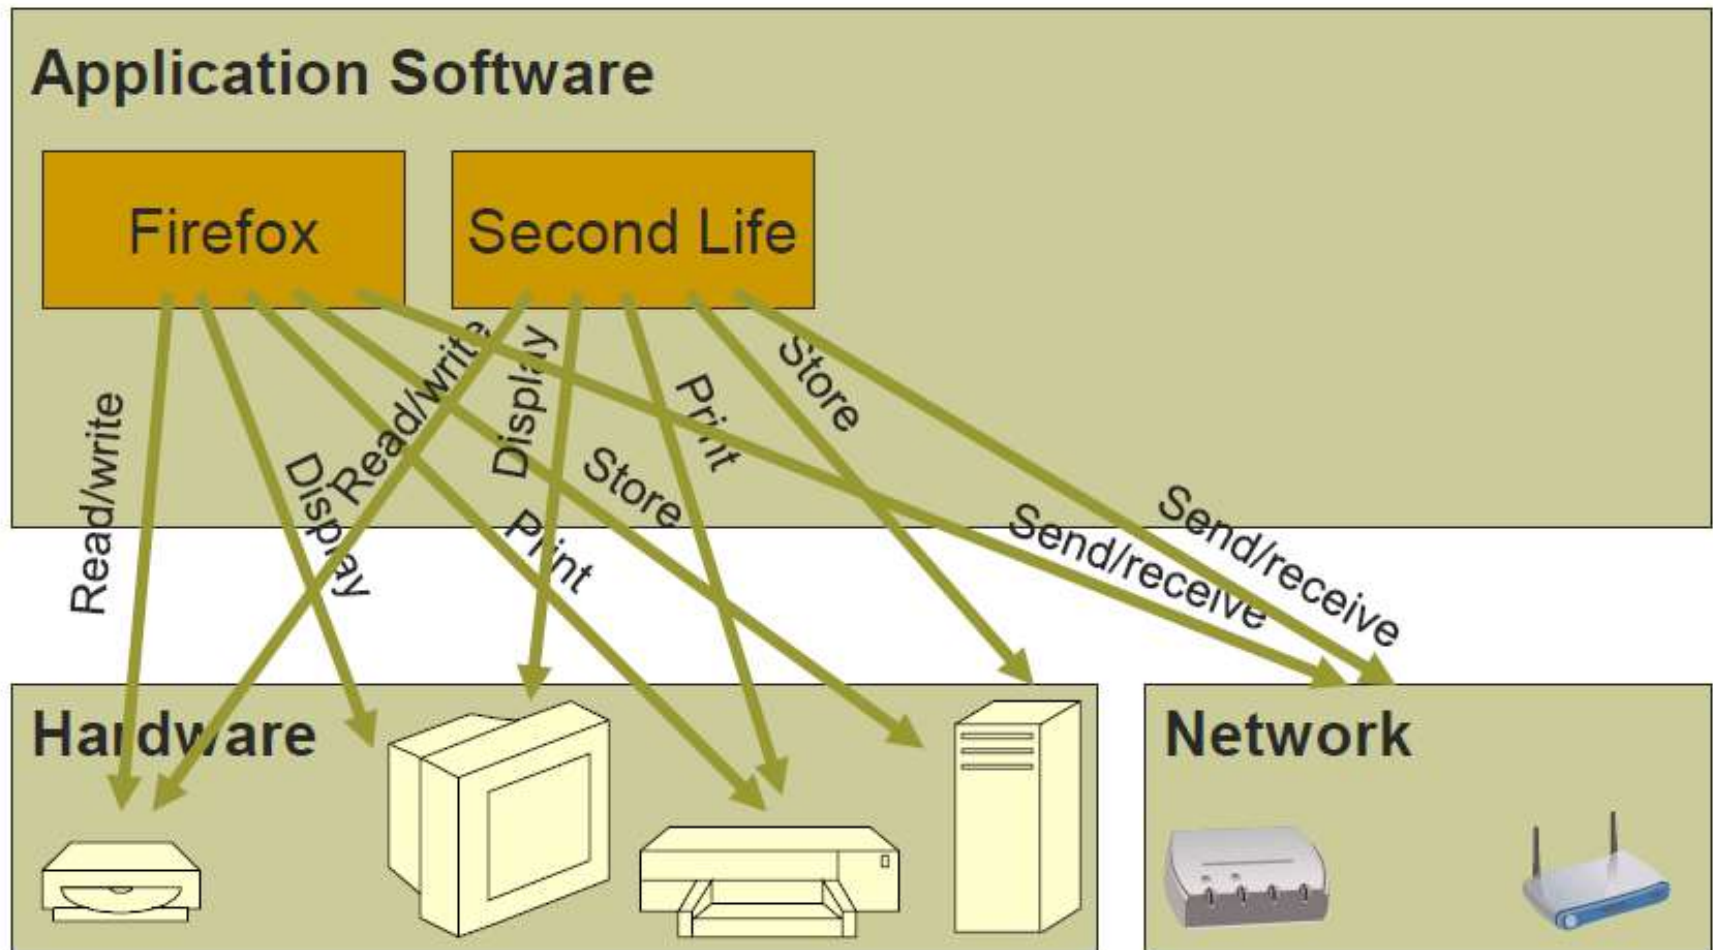 Application Software
Firefox
Second Life
Read/write
Display
Read/write
Print
Display
Store
Print
Store
Send/receive
Send/receive
Hardware
Network